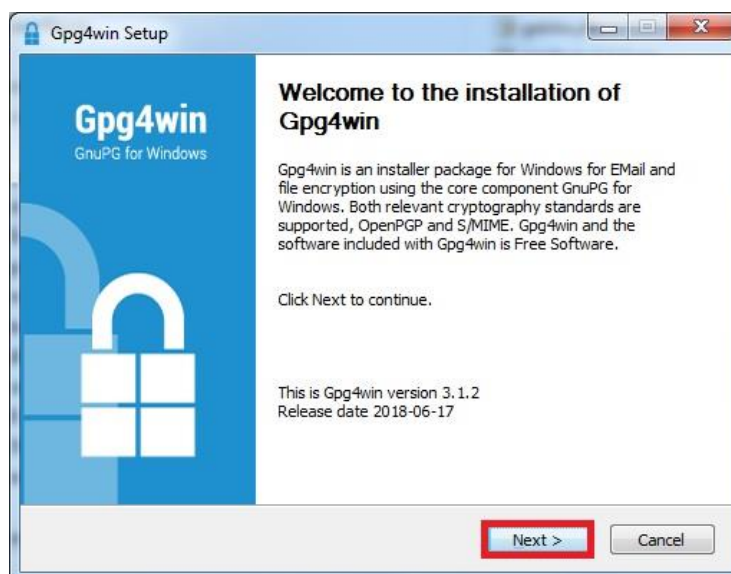 Gpg4win Setup
Gpg4win
GnuPG for Windows
Welcome to the installation of
Gpg4win
Gpg4win is an installer package for Windows for EMail and
file encryption using the core component GnuPG for
Windows. Both relevant cryptography standards are
supported, OpenPGP and S/MIME. Gpg4win and the
software included with Gpg4win is Free Software.
Click Next to continue.
This is Gpg4win version 3.1.2
Release date 2018-06-17
Next >
Cancel